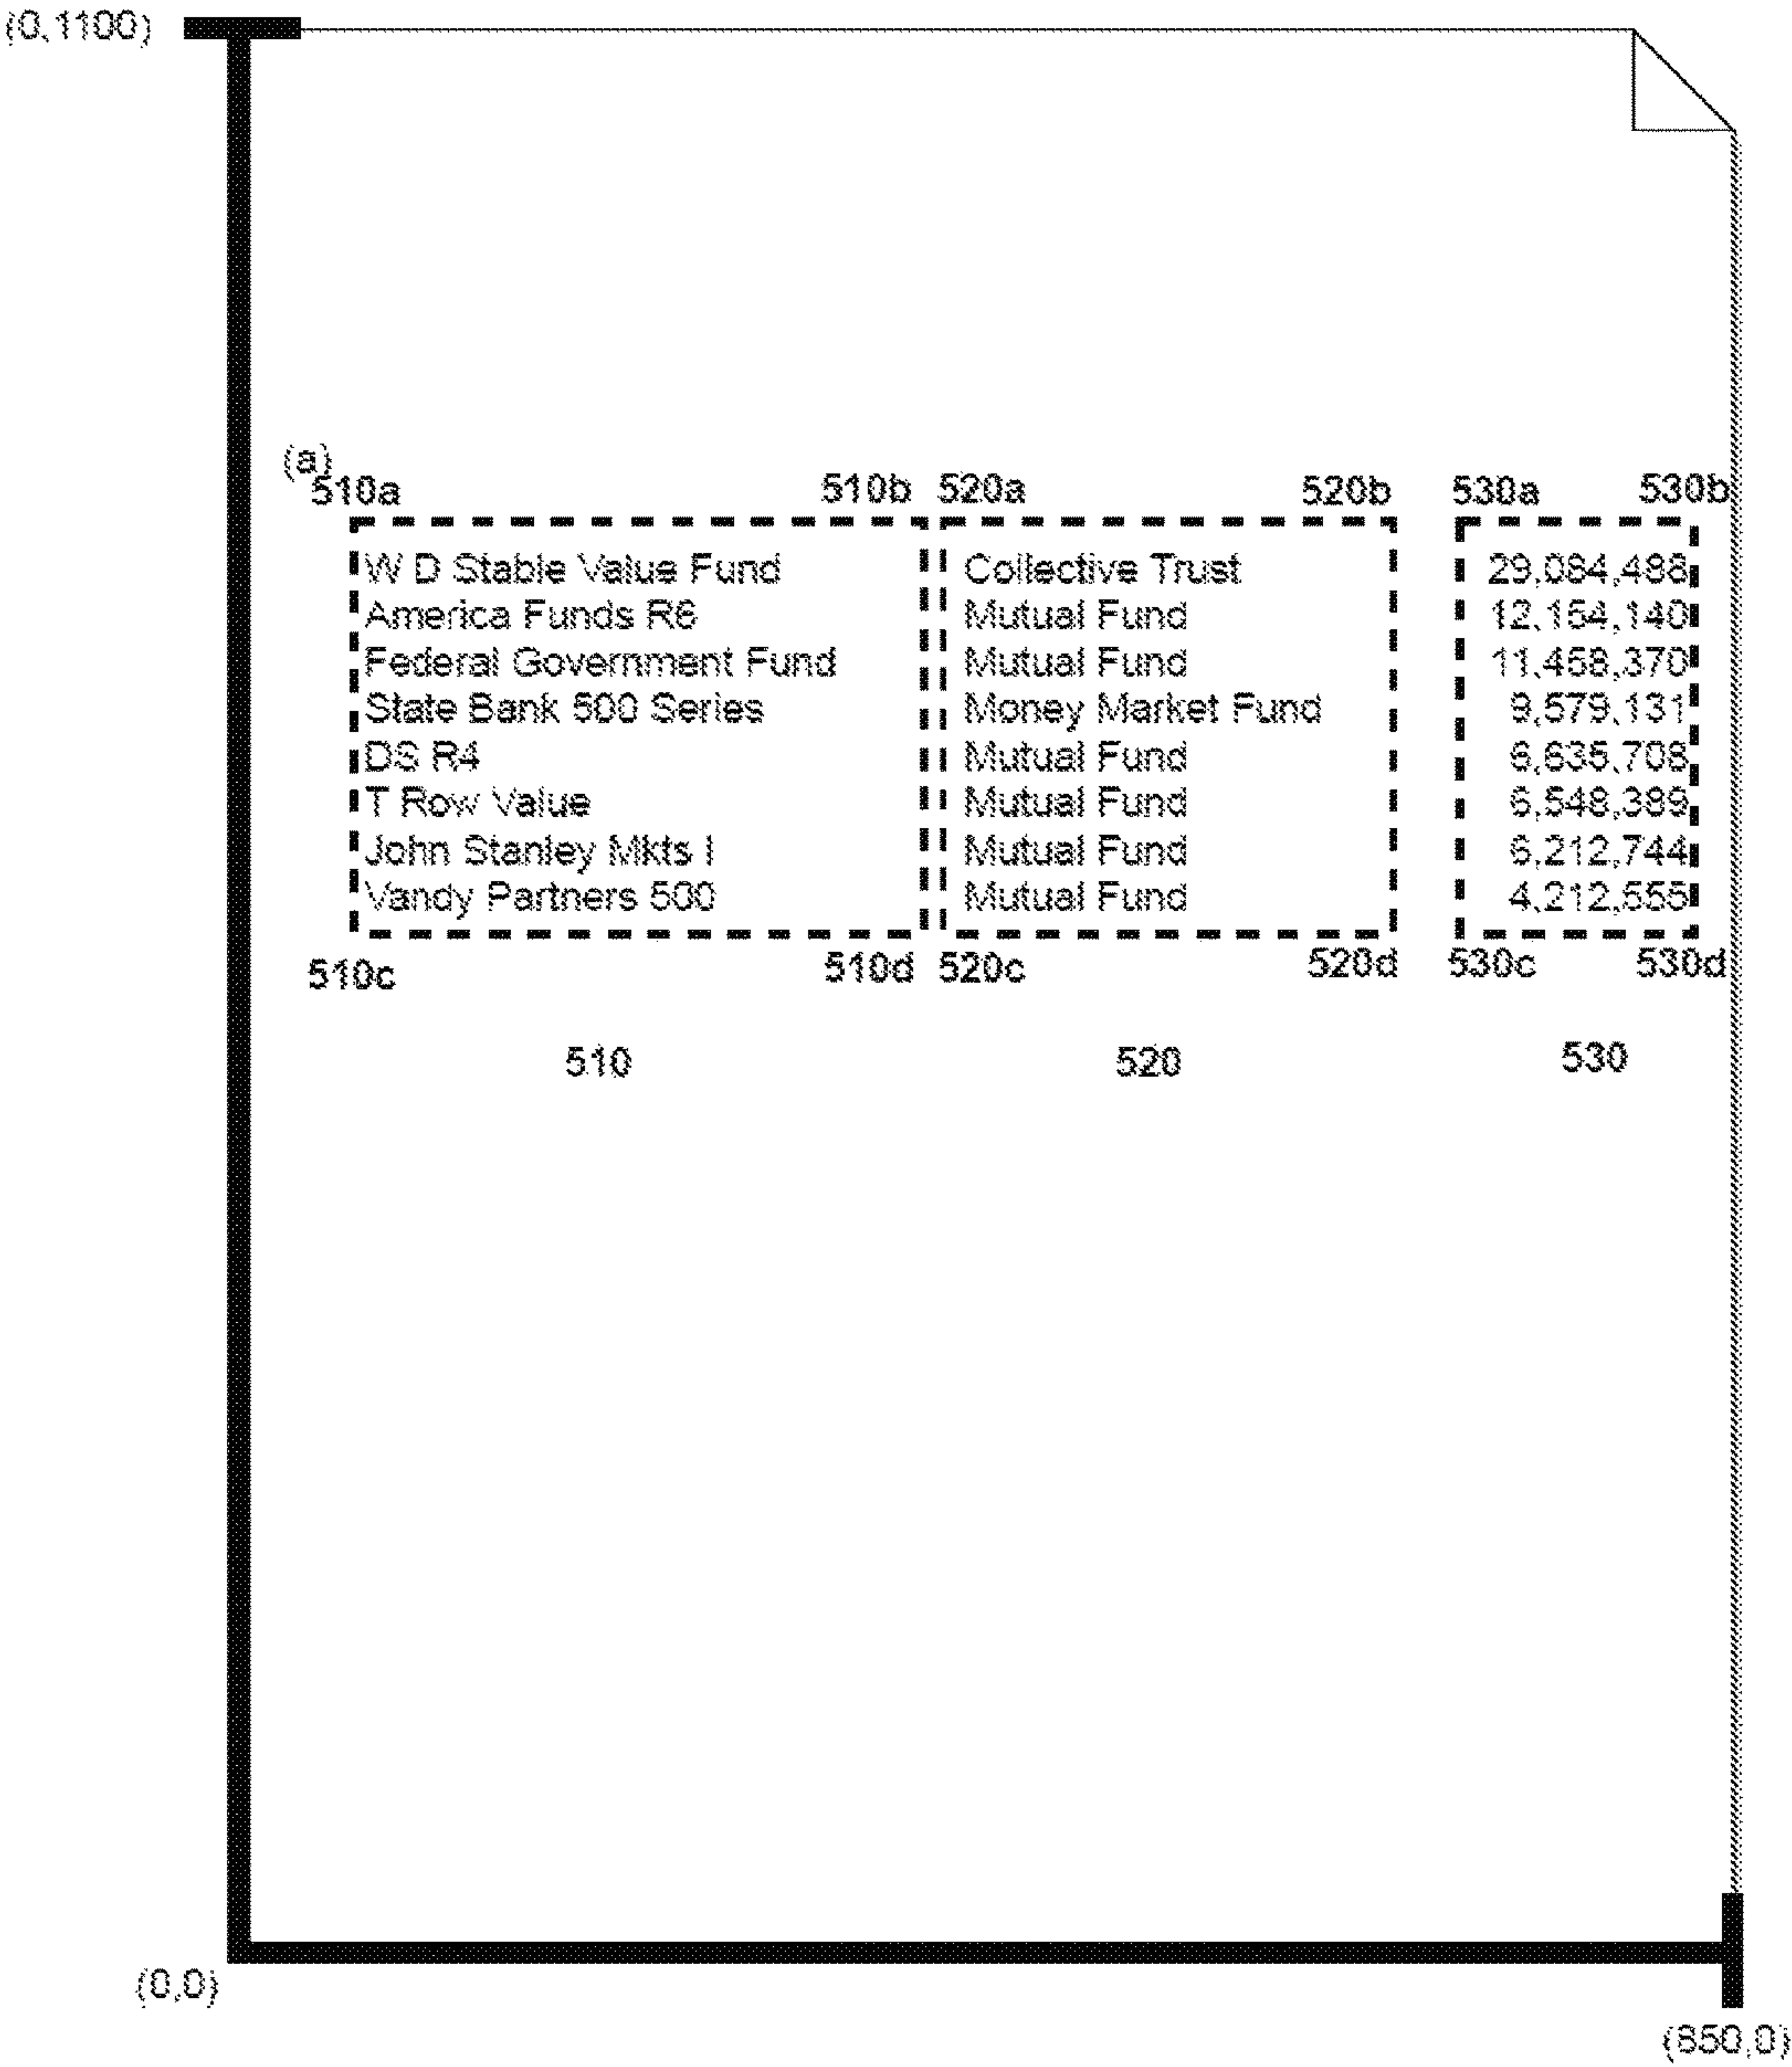 (0,1100)
(a)
510a 510b 520a 520b 530a 530b
W D Stable Value Fund Collective Trust 29,084,488
America Funds R6 Mutual Fund 12,154,140
Federal Government Fund Mutual Fund 11,458,370
State Bank 500 Series Money Market Fund 9,579,131
DS R4 Mutual Fund 6,635,708
T Row Value Mutual Fund 6,548,389
John Stanley Mkts I Mutual Fund 6,212,744
Vandy Partners 500 Mutual Fund 4,212,555
510c 510d 520c 520d 530c 530d
510 520 530
(0,0)
(850,0)